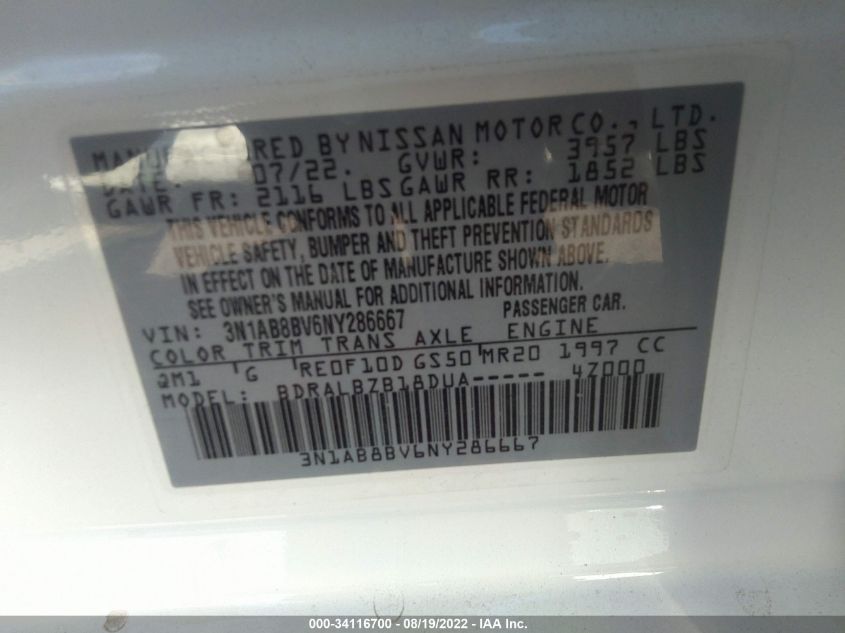 MANUFACTURED BY NISSAN MOTOR CO., LTD.
DATE: 07/22. GVWR: 3957 LBS
GAWR FR: 2116 LBS GAWR RR: 1852 LBS
THIS VEHICLE CONFORMS TO ALL APPLICABLE FEDERAL MOTOR
VEHICLE SAFETY, BUMPER AND THEFT PREVENTION STANDARDS
IN EFFECT ON THE DATE OF MANUFACTURE SHOWN ABOVE.
SEE OWNER'S MANUAL FOR ADDITIONAL INFORMATION.
VIN: 3N1AB8BV6NY286667 PASSENGER CAR.
COLOR TRIM TRANS AXLE ENGINE
QM1 G RE0F10D GS50 MR20 1997 CC
MODEL: BDRALBZB18DUA----- 4Z000
3N1AB8BV6NY286667
000-34116700 - 08/19/2022 - IAA Inc.